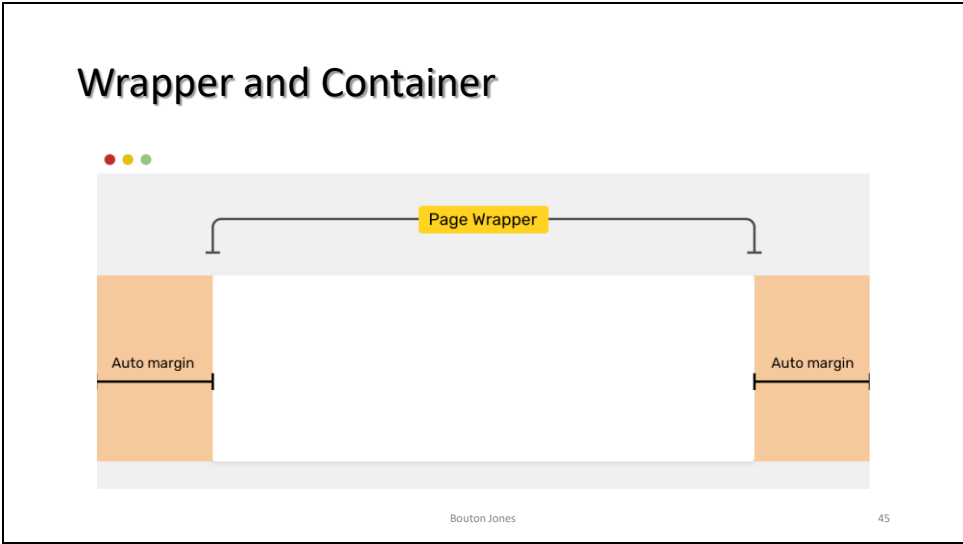 Wrapper and Container
Page Wrapper
Auto margin
Auto margin
Bouton Jones
45